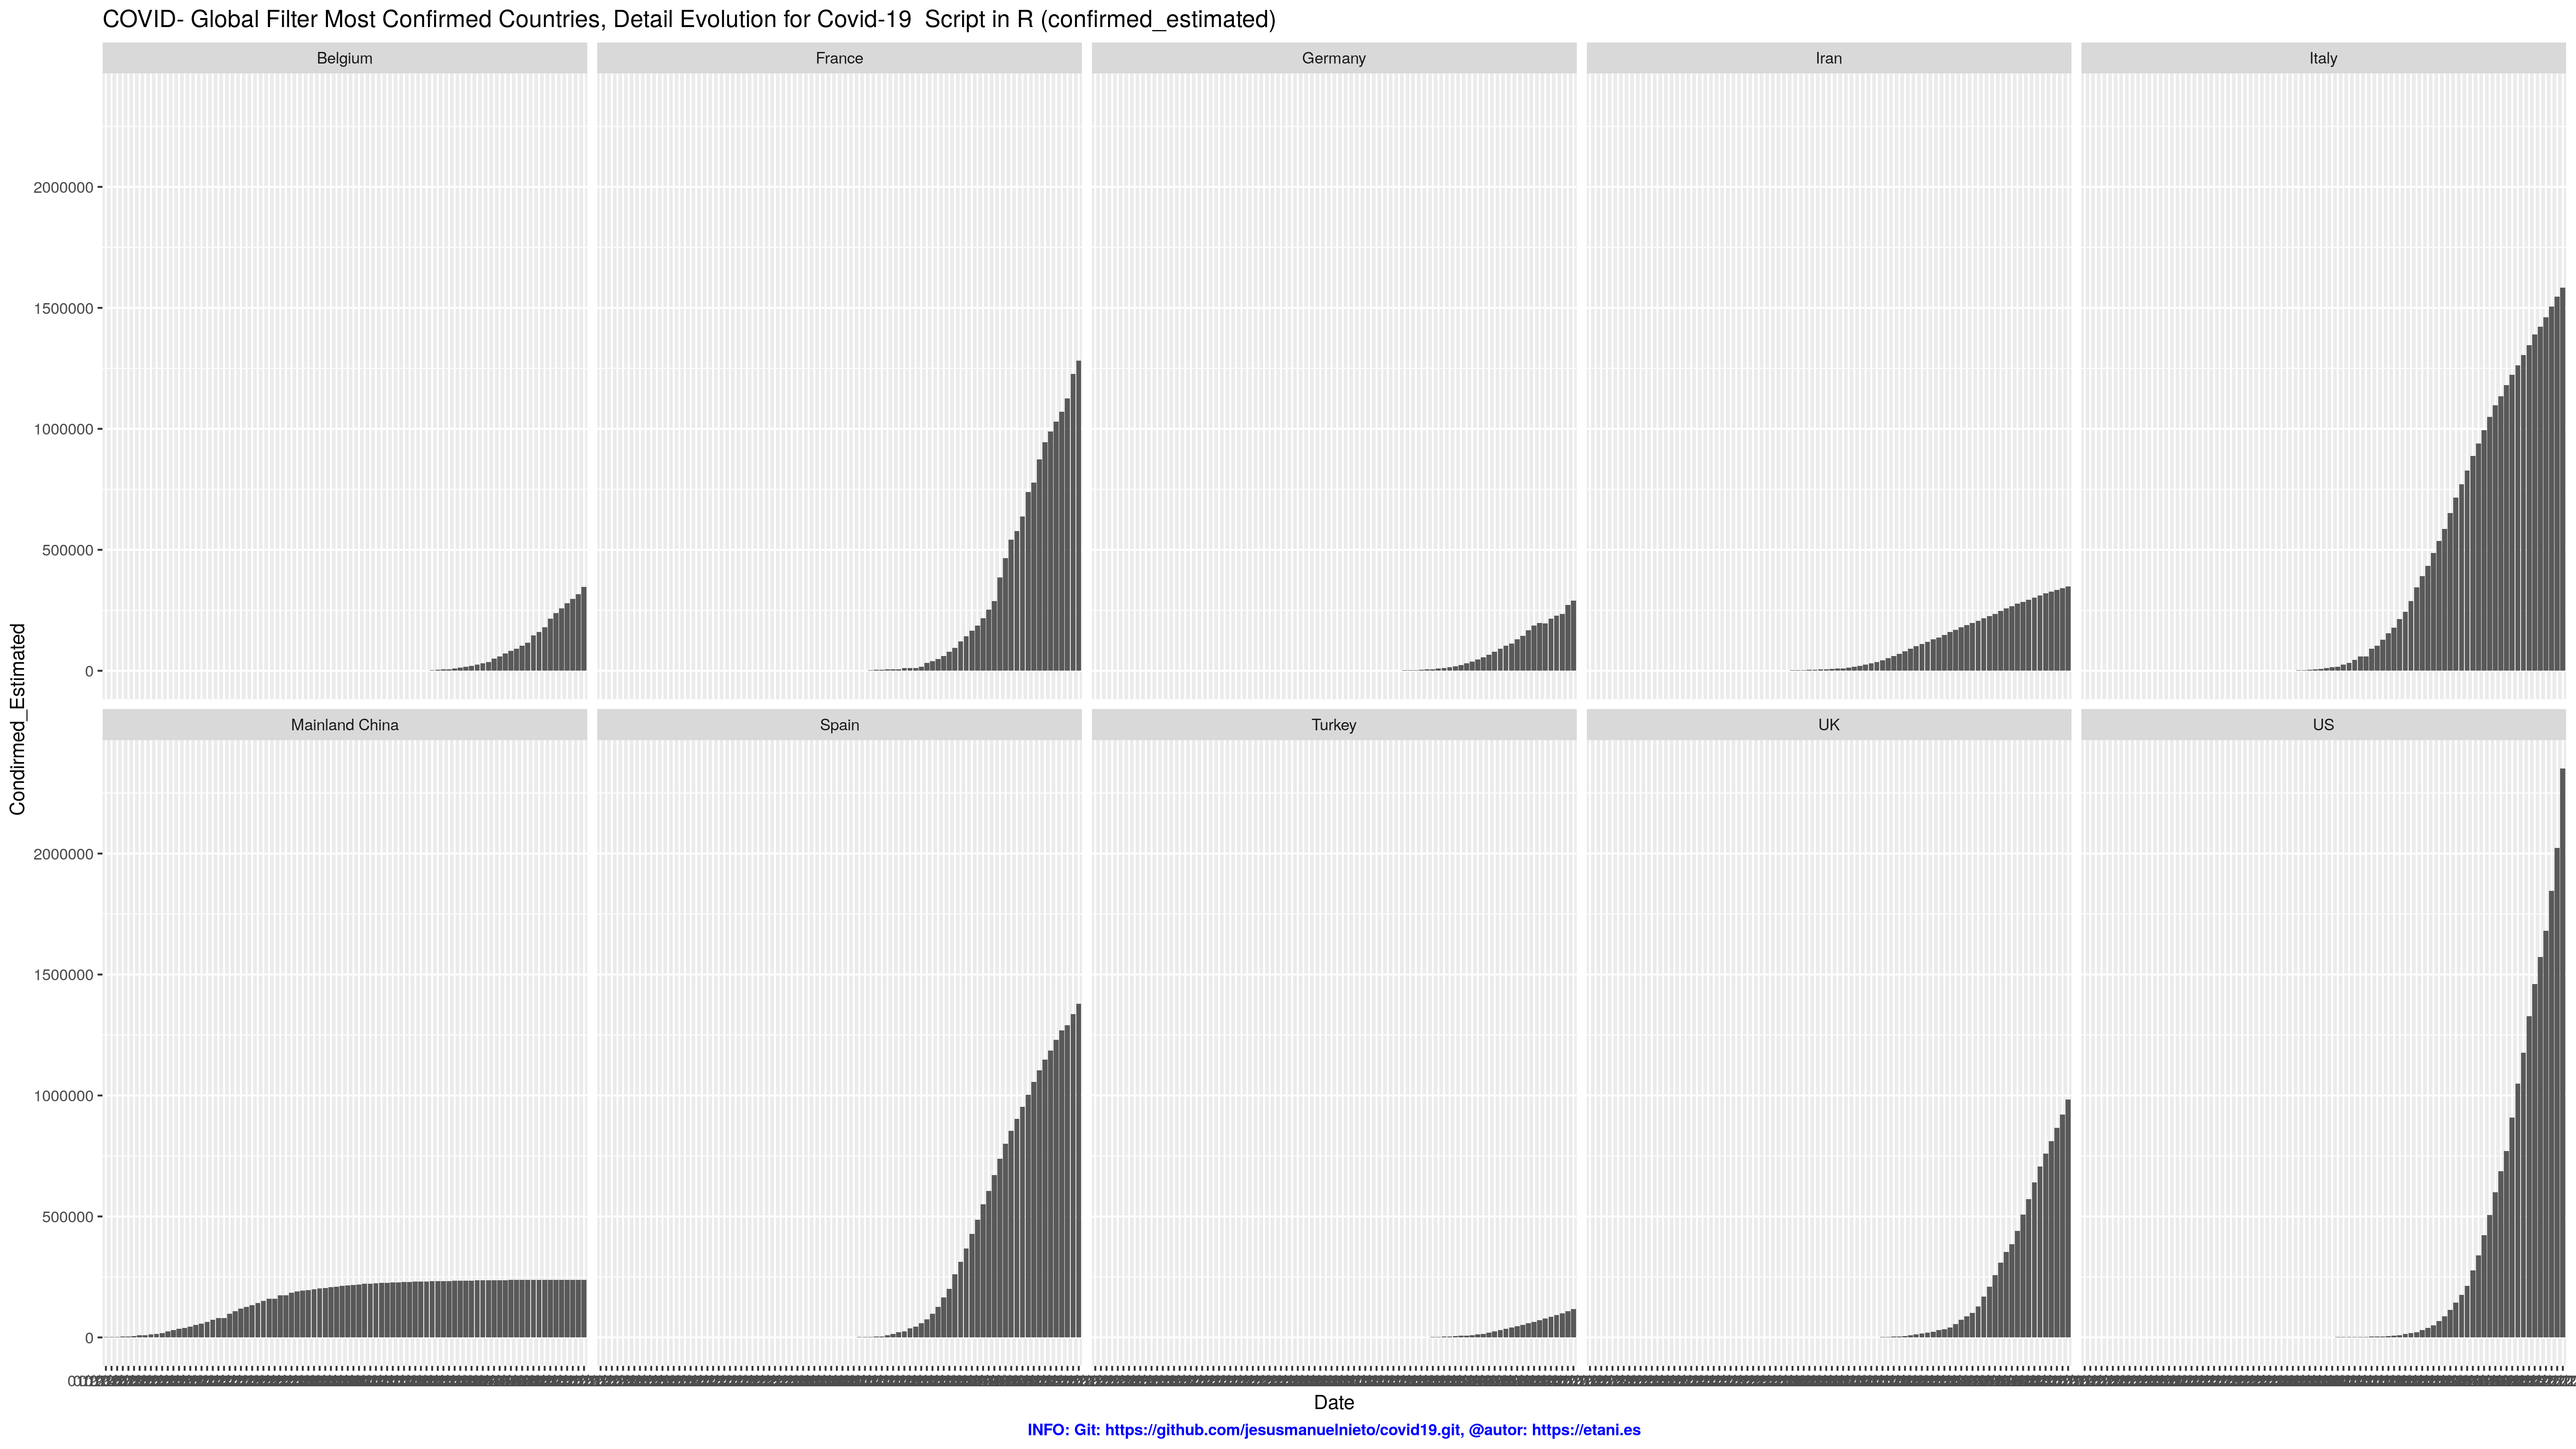 COVID- Global Filter Most Confirmed Countries, Detail Evolution for Covid-19  Script in R (confirmed_estimated)
Belgium
France
Germany
Iran
Italy
2000000
1500000
1000000
500000
0
Condirmed_Estimated
Mainland China
Spain
Turkey
UK
US
2000000
1500000
1000000
500000
0
Date
INFO: Git: https://github.com/jesusmanuelnieto/covid19.git, @autor: https://etani.es